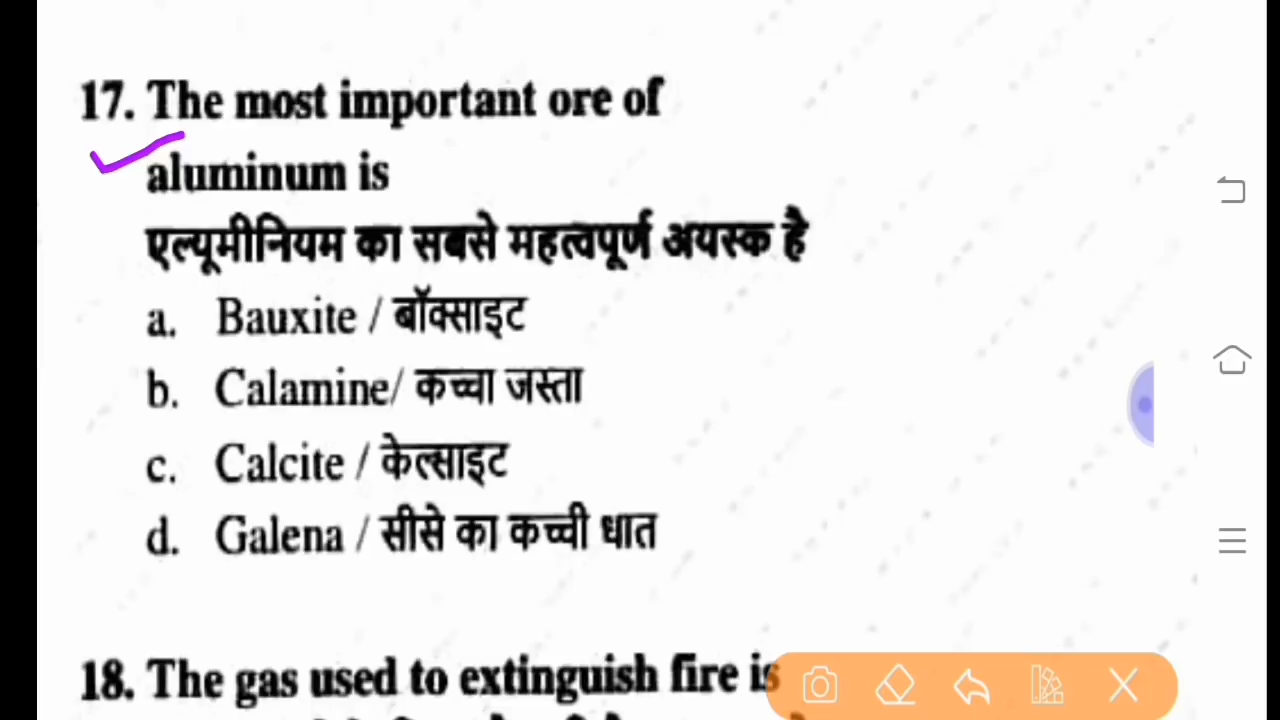 17. The most important ore of
aluminum is
एल्यूमीनियम का सबसे महत्वपूर्ण अयस्क है
a. Bauxite / बॉक्साइट
b. Calamine/ कच्चा जस्ता
c. Calcite / केल्साइट
d. Galena / सीसे का कच्ची धात
18. The gas used to extinguish fire is